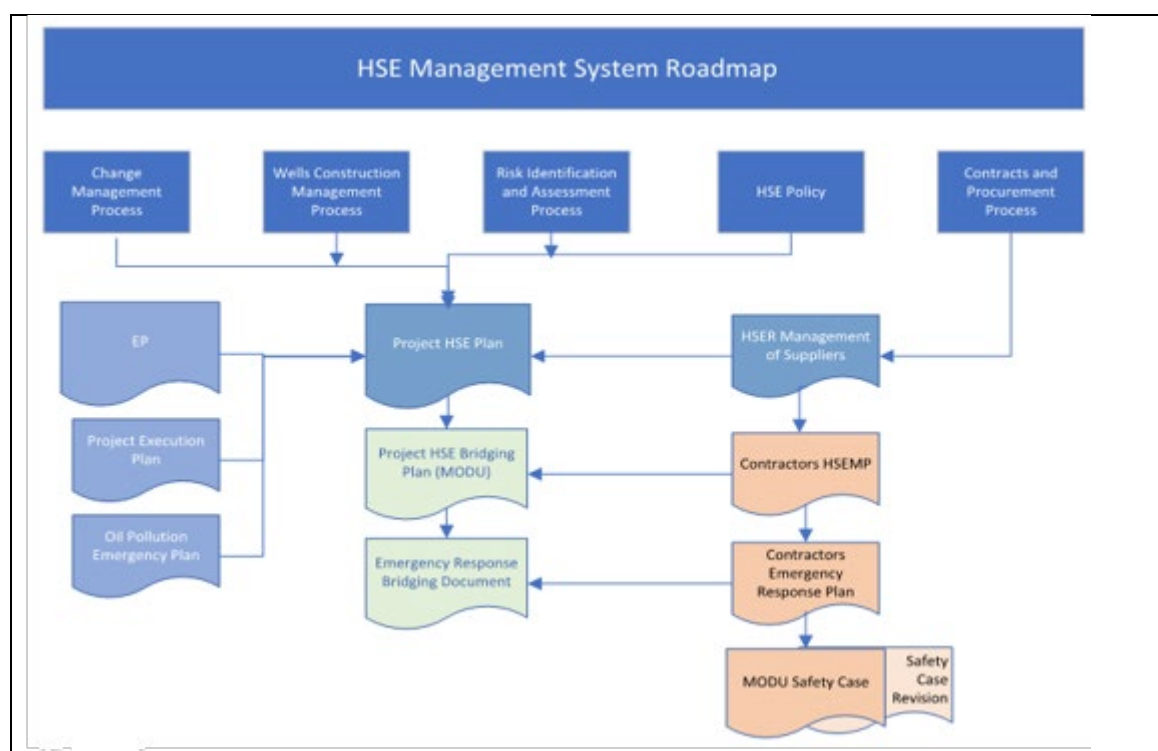 HSE Management System Roadmap
Change
Management
Process
Wells Construction
Management
Process
Risk Identification
and Assessment
Process
HSE Policy
Contracts and
Procurement
Process
EP
Project HSE Plan
HSER Management
of Suppliers
Project Execution
Plan
Project HSE Bridging
Plan (MODU)
Contractors HSEMP
Oil Pollution
Emergency Plan
Emergency Response
Bridging Document
Contractors
Emergency
Response Plan
MODU Safety Case
Safety
Case
Revision